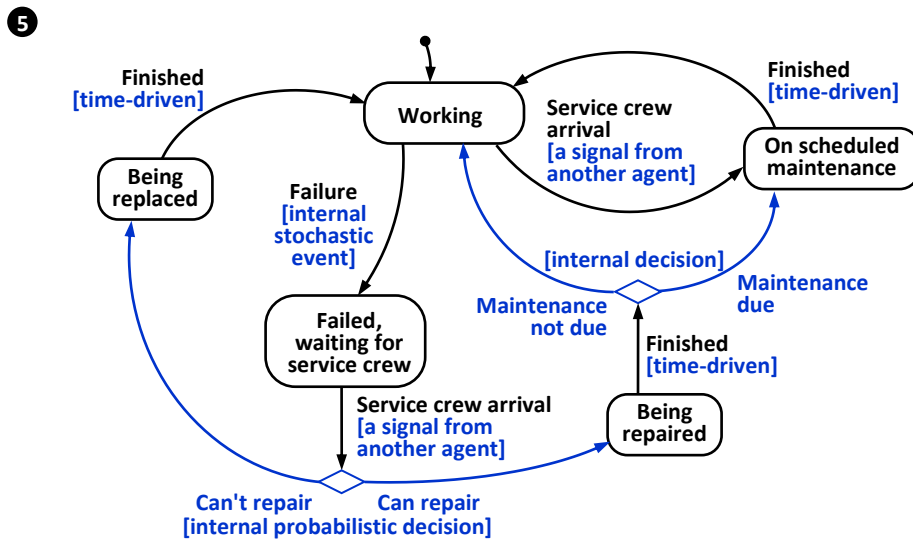 5
Finished
[time-driven]
Working
Service crew
arrival
[a signal from
another agent]
Finished
[time-driven]
On scheduled
maintenance
Being
replaced
Failure
[internal
stochastic
event]
[internal decision]
Maintenance
not due
Maintenance
due
Failed,
waiting for
service crew
Finished
[time-driven]
Service crew arrival
[a signal from
another agent]
Being
repaired
Can't repair
Can repair
[internal probabilistic decision]